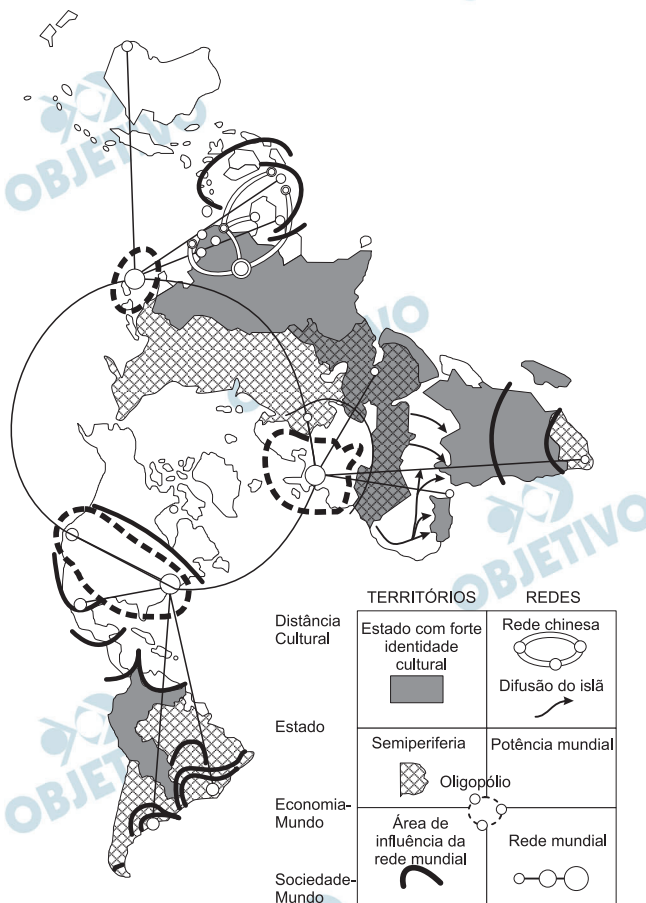 OBJETIVO
OBJETIVO
OBJETIVO
OBJETIVO
TERRITÓRIOS REDES
Distância
Cultural
Estado com forte
identidade
cultural
Rede chinesa
Difusão do islã
Estado
Semiperiferia
Potência mundial
Oligopólio
Economia-
Mundo
Área de
influência da
rede mundial
Rede mundial
Sociedade-
Mundo